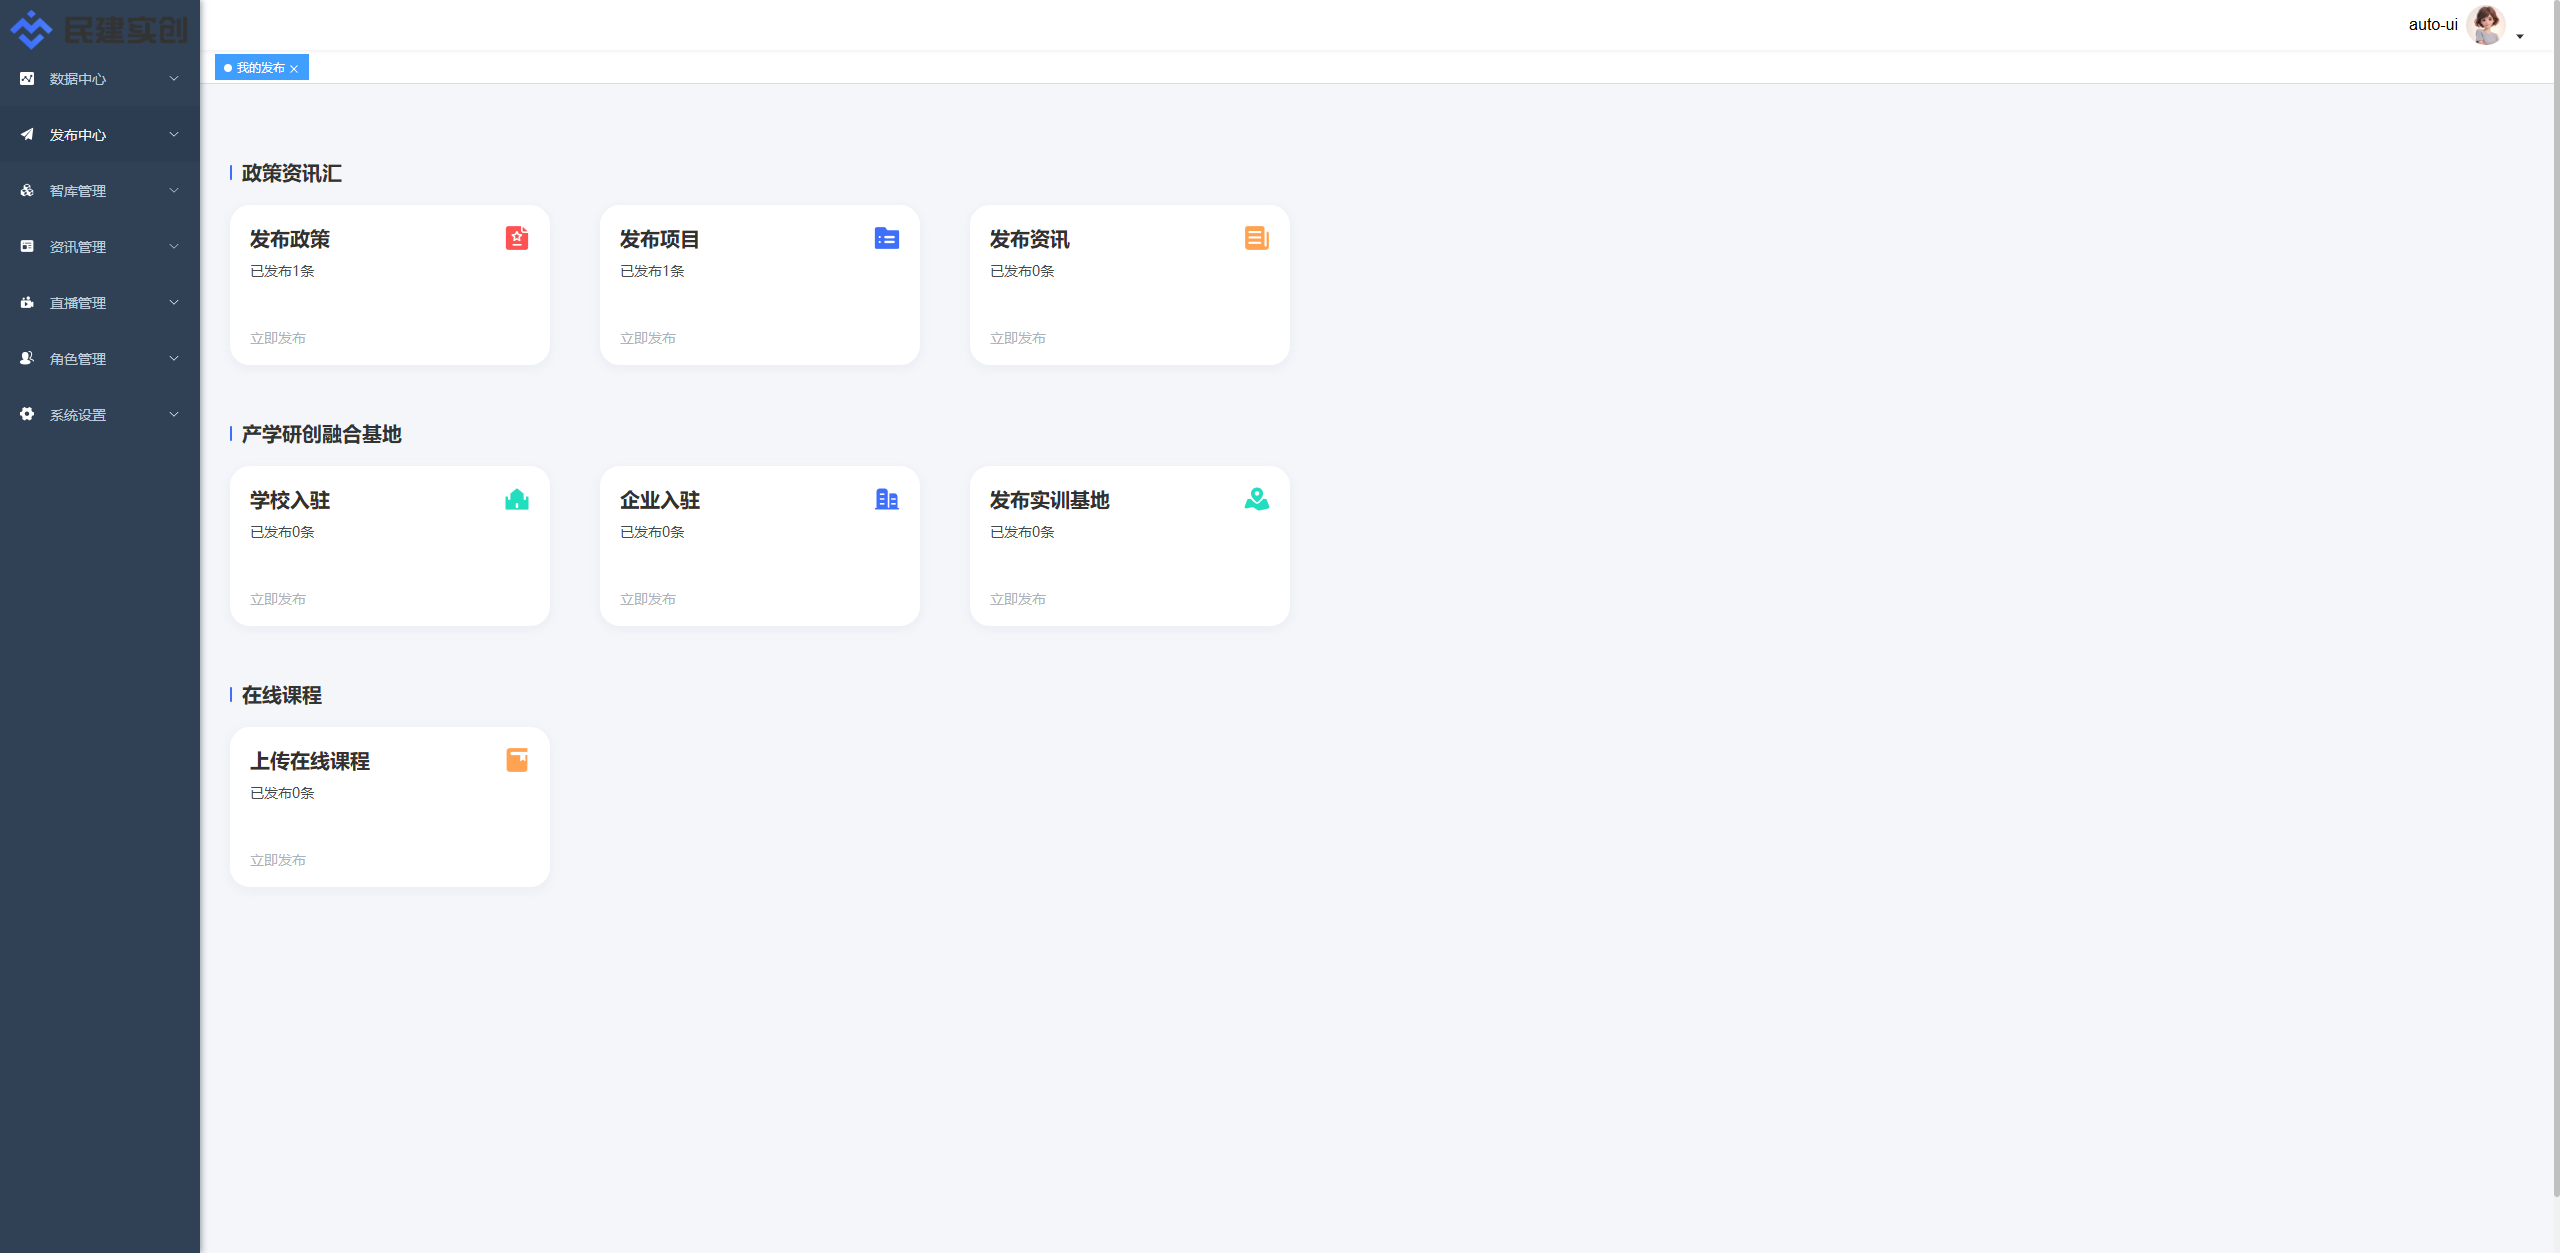 民建实创
auto-ui
数据中心
发布中心
智库管理
资讯管理
直播管理
角色管理
系统设置
我的发布
政策资讯汇
发布政策
已发布1条
立即发布
发布项目
已发布1条
立即发布
发布资讯
已发布0条
立即发布
产学研创融合基地
学校入驻
已发布0条
立即发布
企业入驻
已发布0条
立即发布
发布实训基地
已发布0条
立即发布
在线课程
上传在线课程
已发布0条
立即发布